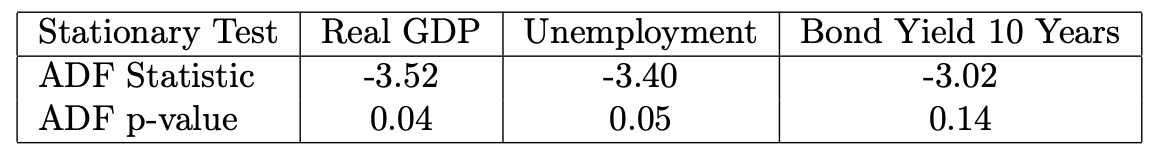 Stationary Test Real GDP Unemployment Bond Yield 10 Years
ADF Statistic -3.52 -3.40 -3.02
ADF p-value 0.04 0.05 0.14